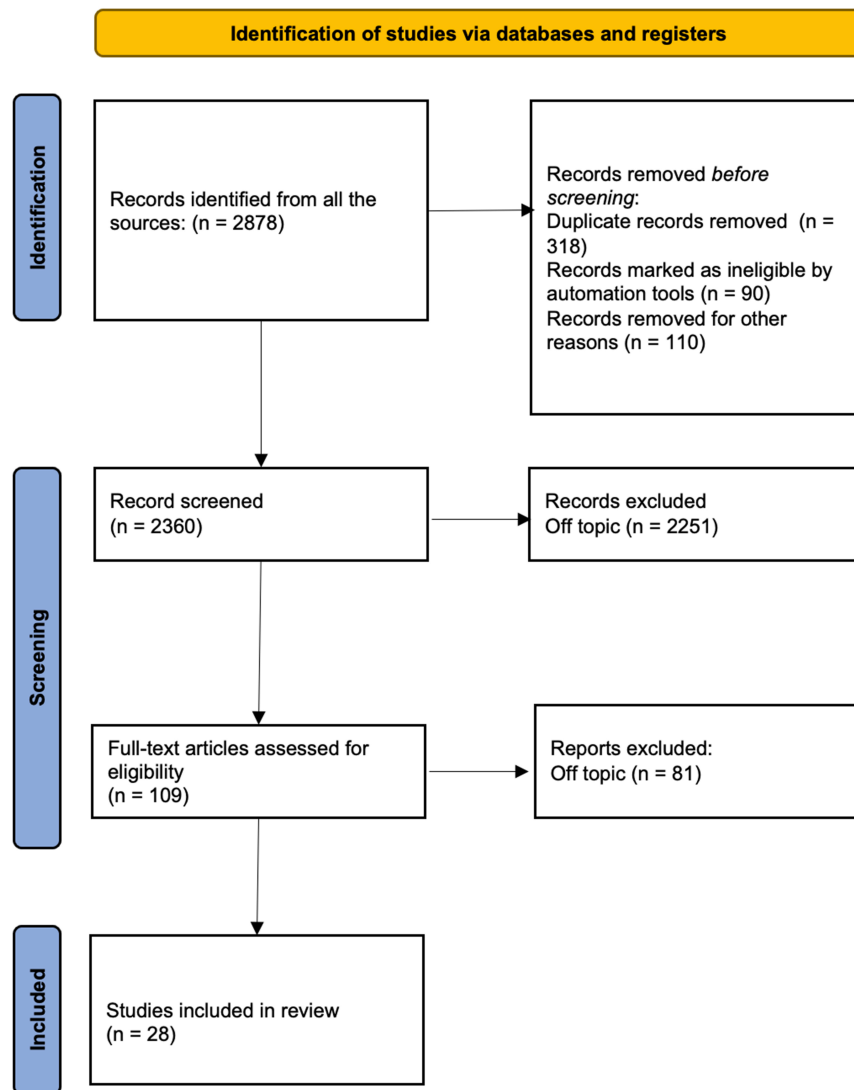 Identification of studies via databases and registers
Identification
Records identified from all the
sources: (n = 2878)
Records removed before
screening:
Duplicate records removed (n =
318)
Records marked as ineligible by
automation tools (n = 90)
Records removed for other
reasons (n = 110)
Screening
Record screened
(n = 2360)
Records excluded
Off topic (n = 2251)
Full-text articles assessed for
eligibility
(n = 109)
Reports excluded:
Off topic (n = 81)
Included
Studies included in review
(n = 28)